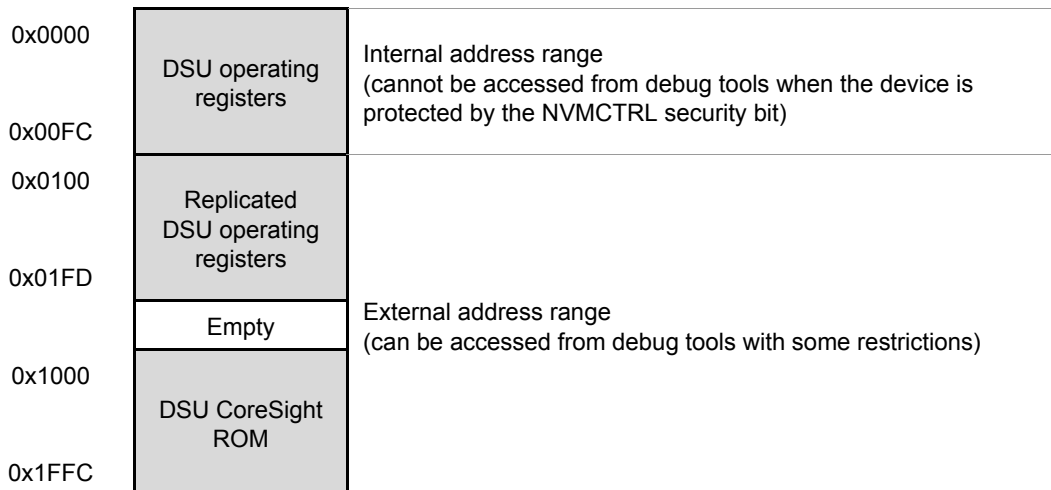 0x0000
DSU operating
registers
Internal address range
(cannot be accessed from debug tools when the device is
protected by the NVMCTRL security bit)
0x00FC
0x0100
Replicated
DSU operating
registers
0x01FD
Empty
External address range
(can be accessed from debug tools with some restrictions)
0x1000
DSU CoreSight
ROM
0x1FFC